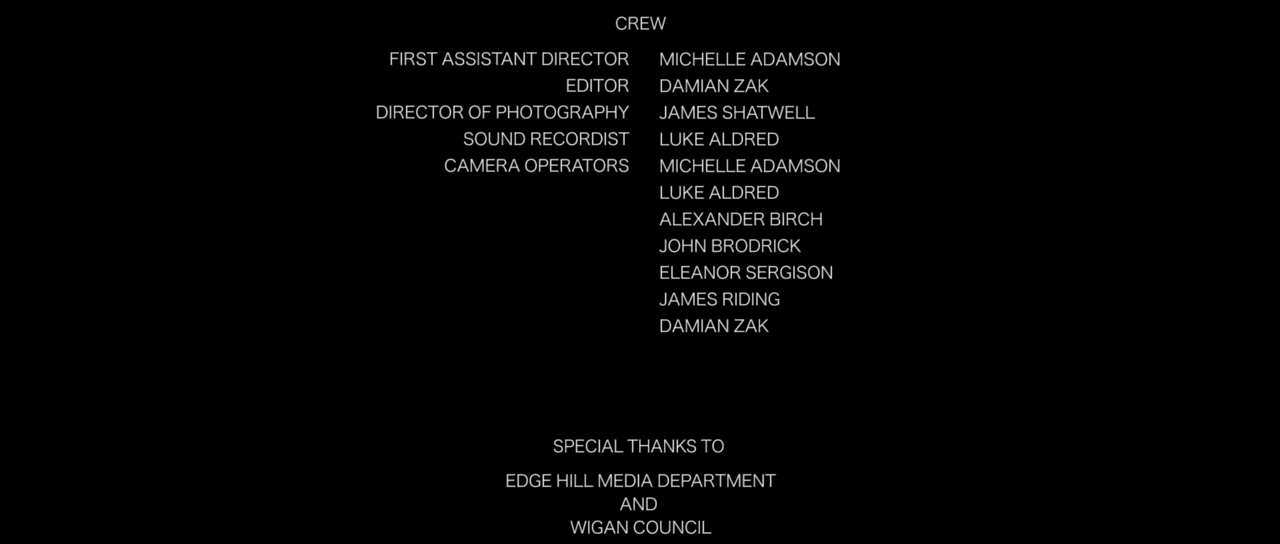 CREW
FIRST ASSISTANT DIRECTOR MICHELLE ADAMSON
EDITOR DAMIAN ZAK
DIRECTOR OF PHOTOGRAPHY JAMES SHATWELL
SOUND RECORDIST LUKE ALDRED
CAMERA OPERATORS MICHELLE ADAMSON
LUKE ALDRED
ALEXANDER BIRCH
JOHN BRODRICK
ELEANOR SERGISON
JAMES RIDING
DAMIAN ZAK
SPECIAL THANKS TO
EDGE HILL MEDIA DEPARTMENT
AND
WIGAN COUNCIL